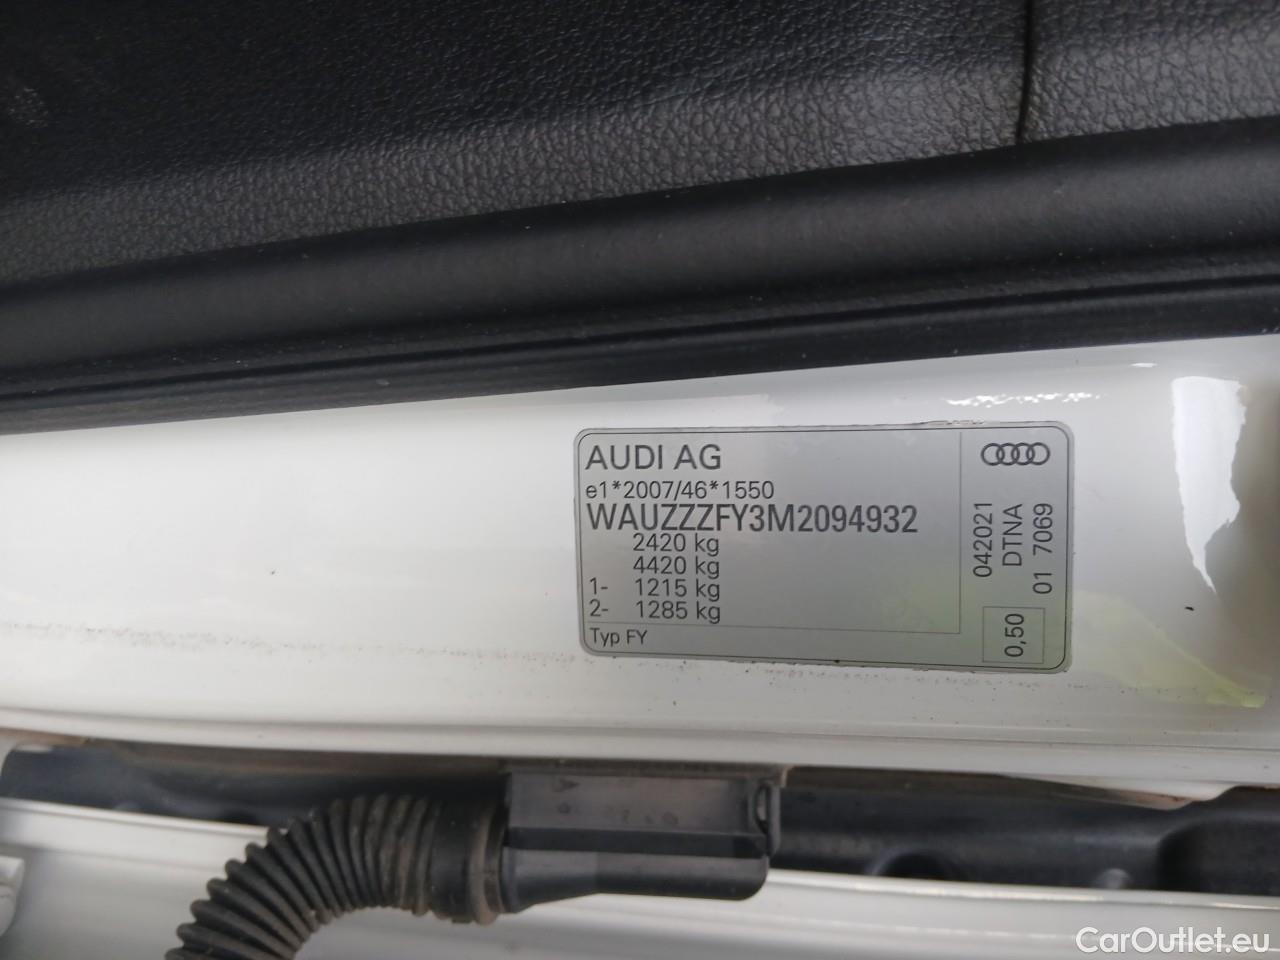 AUDI AG
e1*2007/46*1550
WAUZZZFY3M2094932
2420 kg
4420 kg
1- 1215 kg
2- 1285 kg
Typ FY
042021
DTNA
01 7069
0,50
CarOutlet.eu